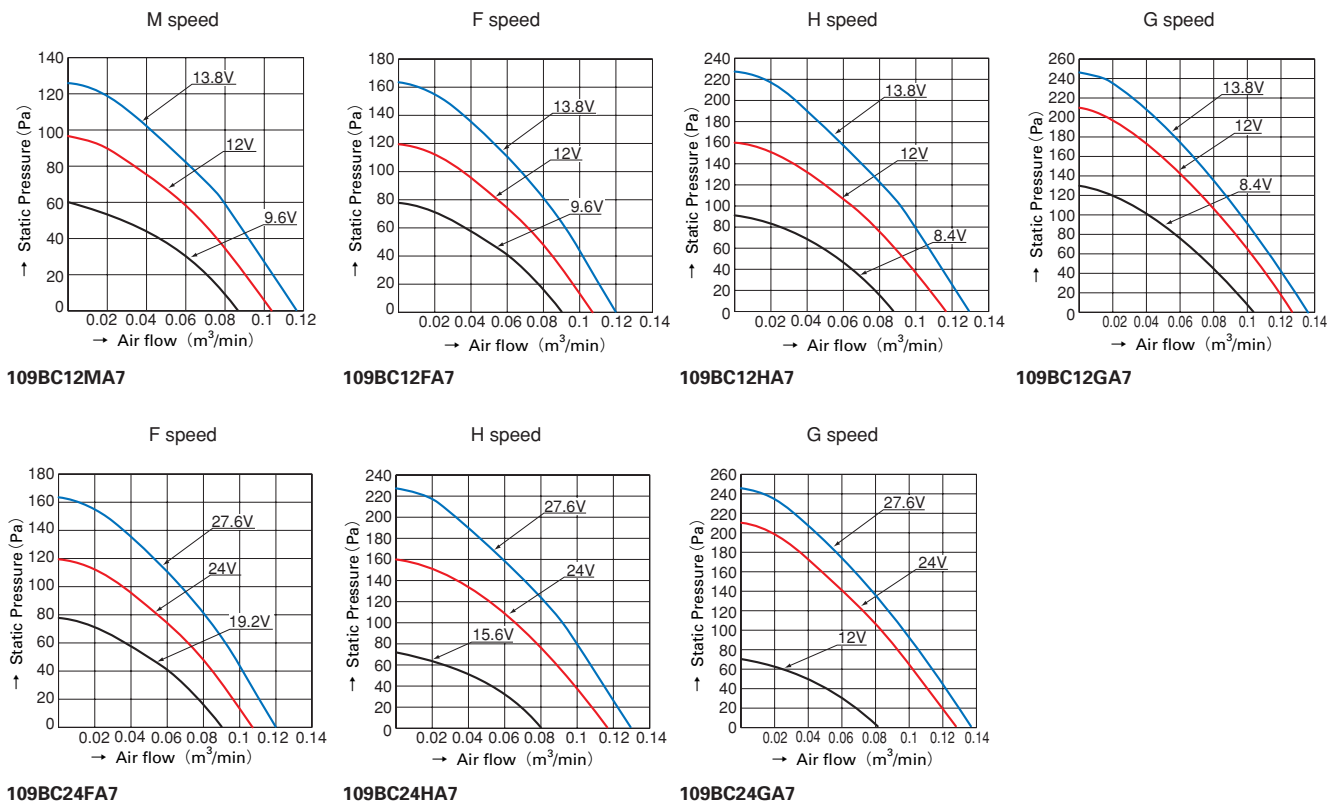 M speed
140
120
100
80
60
40
20
0
13.8V
12V
9.6V
0.02 0.04 0.06 0.08 0.1 0.12
→ Static Pressure (Pa)
→ Air flow (m³/min)
109BC12MA7
F speed
180
160
140
120
100
80
60
40
20
0
13.8V
12V
9.6V
0.02 0.04 0.06 0.08 0.1 0.12 0.14
→ Static Pressure (Pa)
→ Air flow (m³/min)
109BC12FA7
H speed
240
220
200
180
160
140
120
100
80
60
40
20
0
13.8V
12V
8.4V
0.02 0.04 0.06 0.08 0.1 0.12 0.14
→ Static Pressure (Pa)
→ Air flow (m³/min)
109BC12HA7
G speed
260
240
220
200
180
160
140
120
100
80
60
40
20
0
13.8V
12V
8.4V
0.02 0.04 0.06 0.08 0.1 0.12 0.14
→ Static Pressure (Pa)
→ Air flow (m³/min)
109BC12GA7
F speed
180
160
140
120
100
80
60
40
20
0
27.6V
24V
19.2V
0.02 0.04 0.06 0.08 0.1 0.12 0.14
→ Static Pressure (Pa)
→ Air flow (m³/min)
109BC24FA7
H speed
240
220
200
180
160
140
120
100
80
60
40
20
0
27.6V
24V
15.6V
0.02 0.04 0.06 0.08 0.1 0.12 0.14
→ Static Pressure (Pa)
→ Air flow (m³/min)
109BC24HA7
G speed
260
240
220
200
180
160
140
120
100
80
60
40
20
0
27.6V
24V
12V
0.02 0.04 0.06 0.08 0.1 0.12 0.14
→ Static Pressure (Pa)
→ Air flow (m³/min)
109BC24GA7